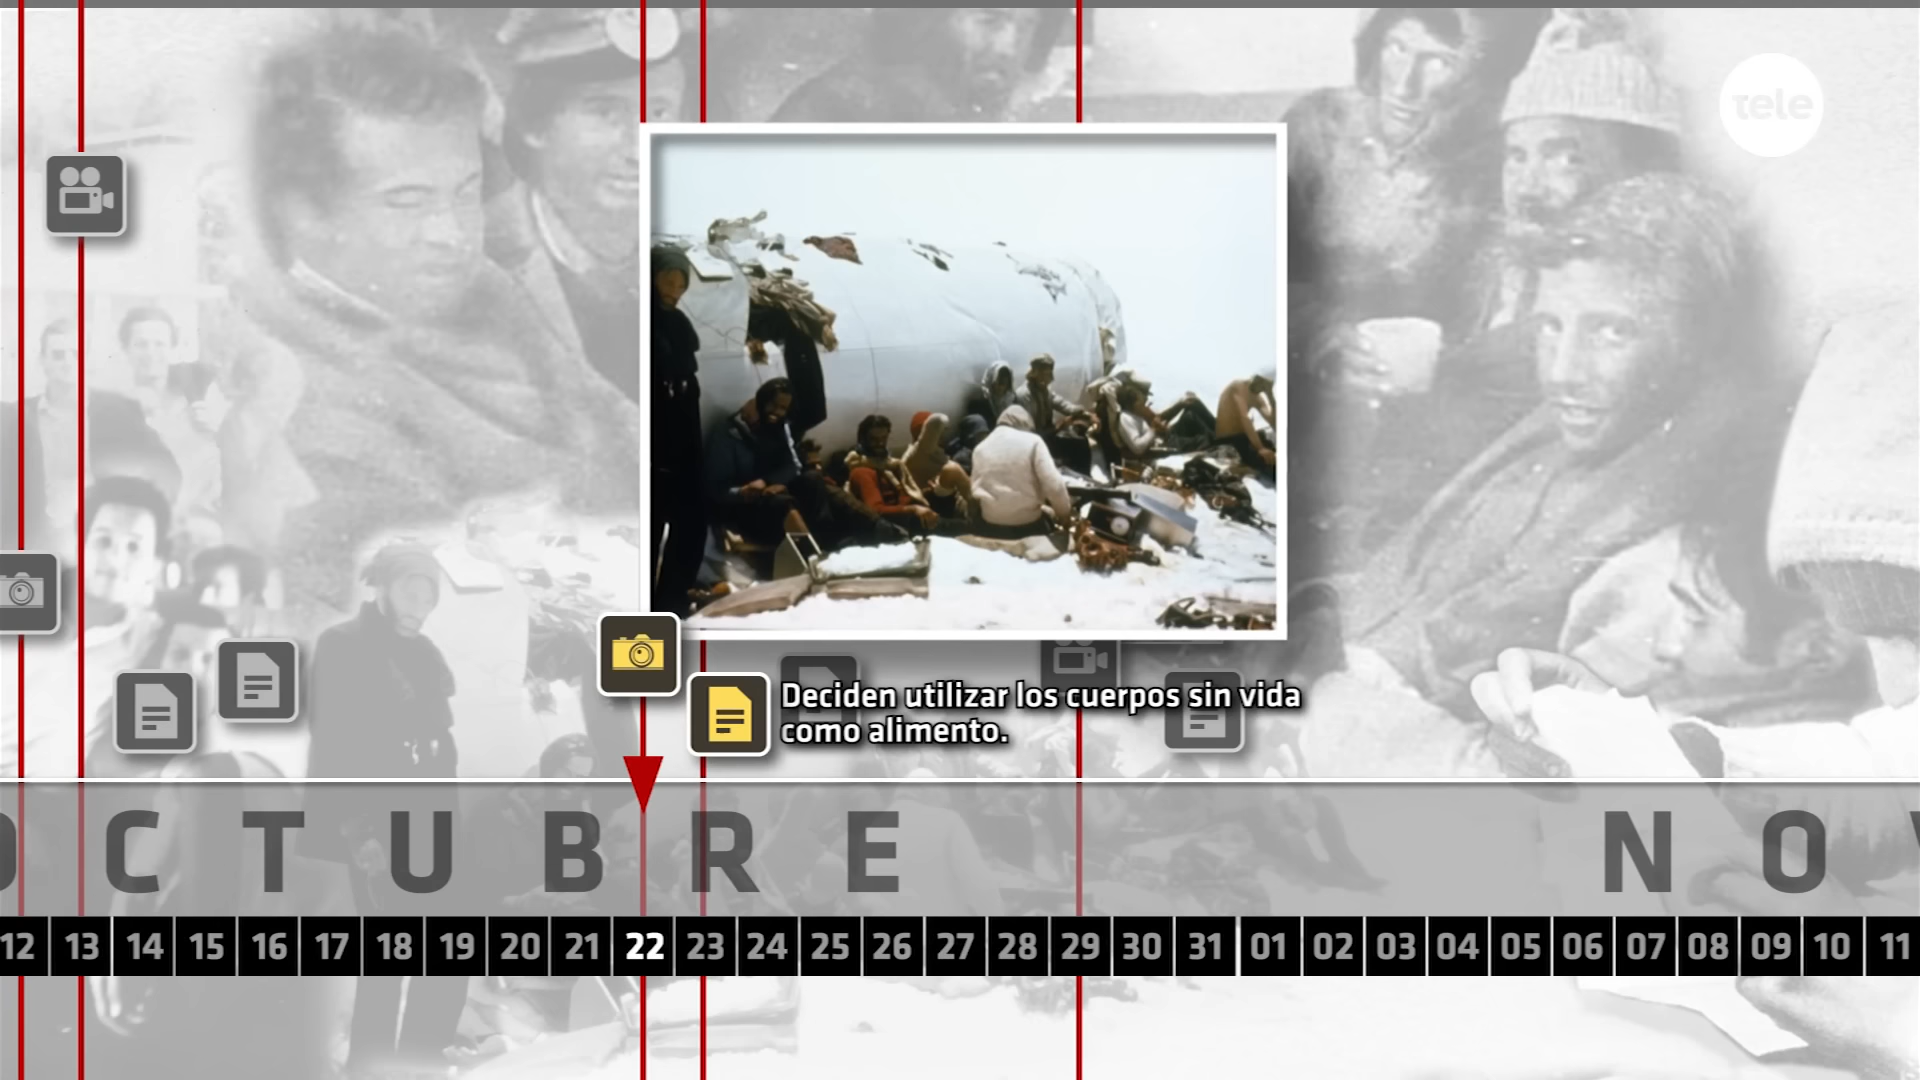 tele
Deciden utilizar los cuerpos sin vida
como alimento.
OCTUBRE NOV
12 13 14 15 16 17 18 19 20 21 22 23 24 25 26 27 28 29 30 31 01 02 03 04 05 06 07 08 09 10 11